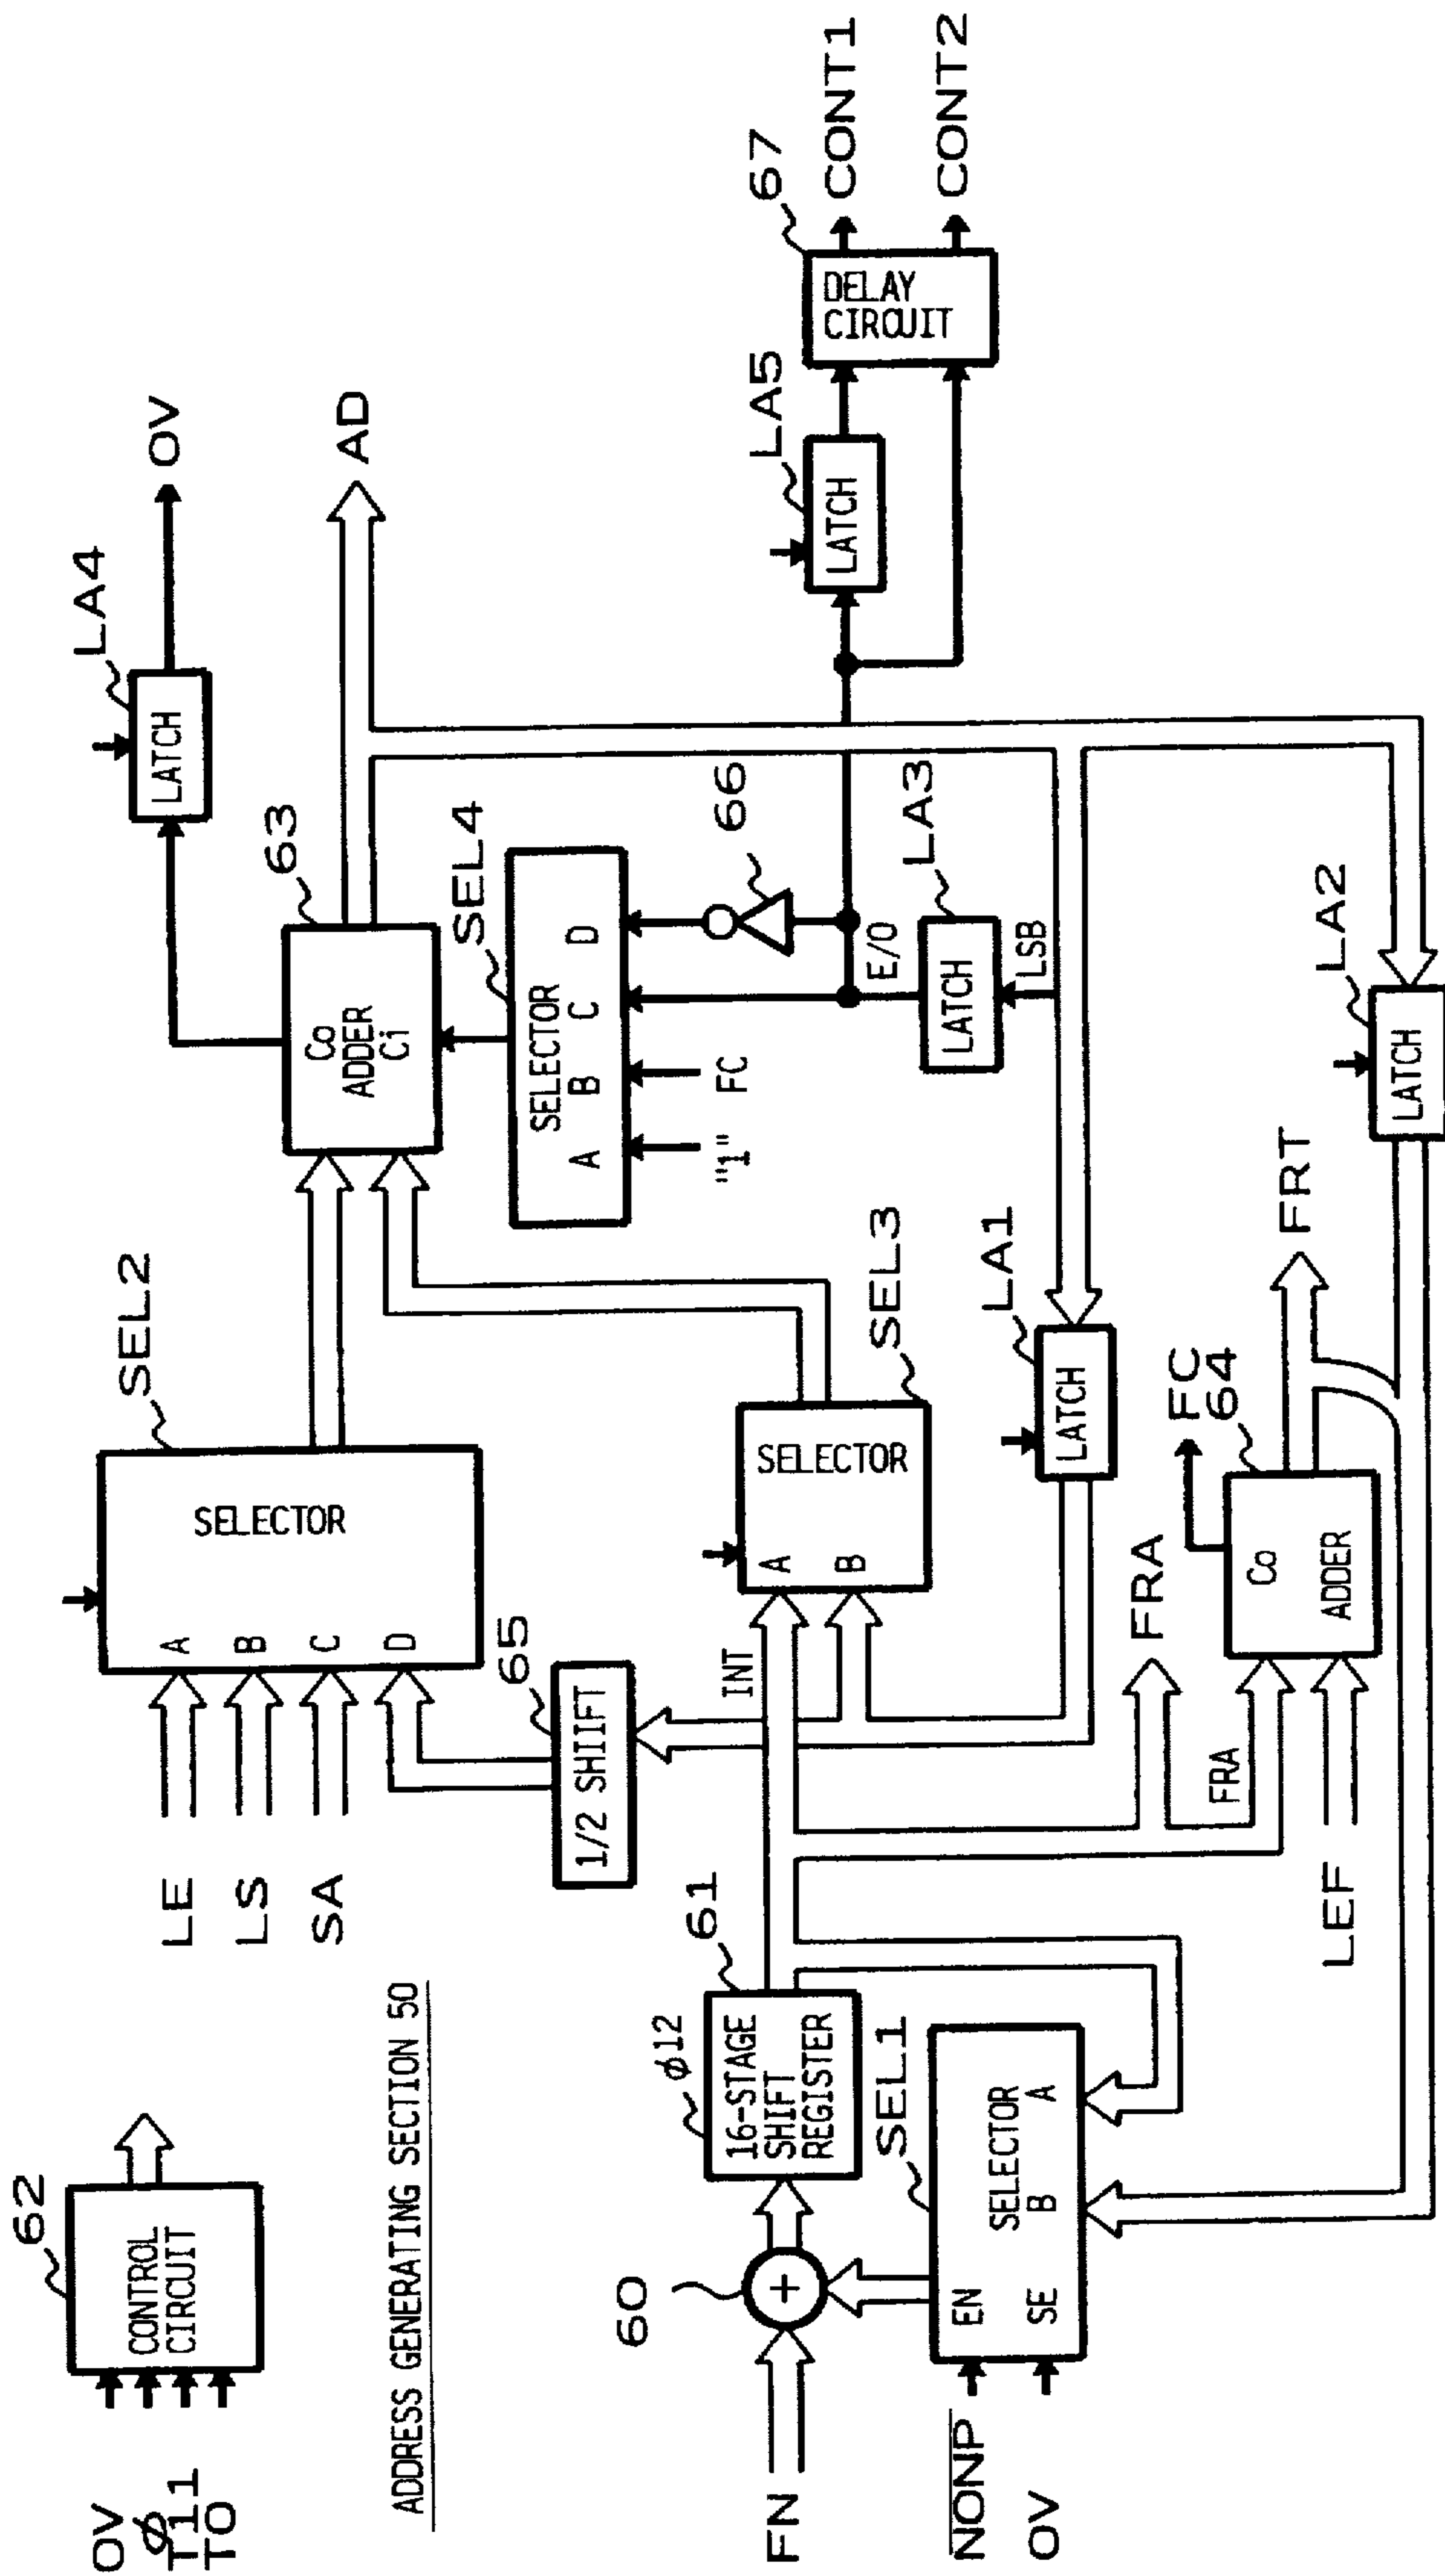 ADDRESS GENERATING SECTION 50
62
CONTROL
CIRCUIT
OV
φ
T11
T0
LE
LS
SA
SEL2
SELECTOR
A
B
C
D
65
1/2 SHIIFT
63
Co
ADDER
Ci
LA4
LATCH
OV
AD
SEL4
SELECTOR
A B C D
"1"
FC
66
E/O
LA3
LATCH
LSB
LA5
LATCH
67
DELAY
CIRCUIT
CONT1
CONT2
60
+
FN
61
φ12
16-STAGE
SHIFT
REGISTER
INT
SEL3
SELECTOR
A
B
LA1
LATCH
SEL1
SELECTOR
EN
B A
SE
NONP
OV
FRA
FRA
LEF
FC
64
Co
ADDER
FRT
LA2
LATCH